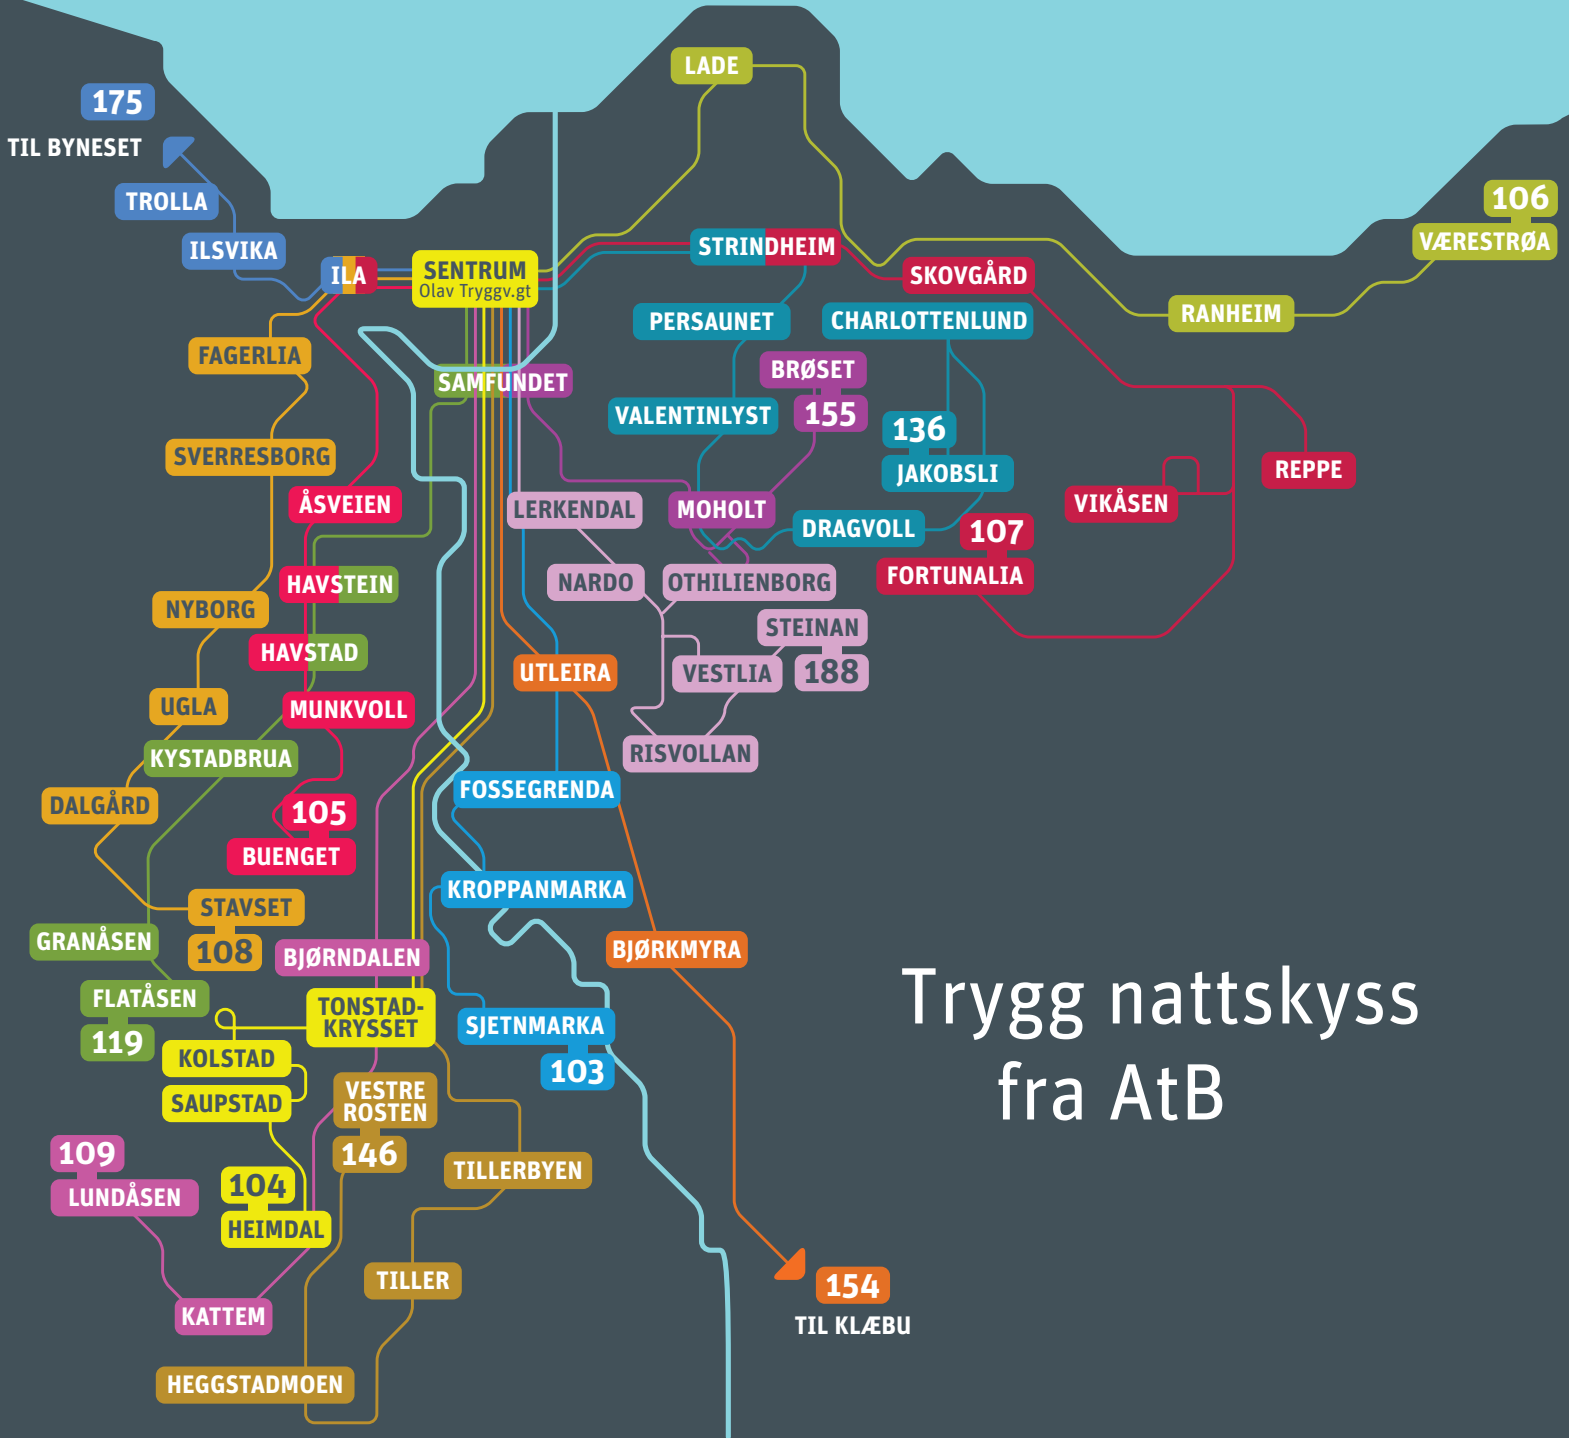 LADE
175
TIL BYNESET
TROLLA
106
VÆRESTRØA
ILSVIKA
STRINDHEIM
ILA
SENTRUM
Olav Tryggv.gt
SKOVGÅRD
RANHEIM
PERSAUNET
CHARLOTTENLUND
FAGERLIA
BRØSET
155
SAMFUNDET
VALENTINLYST
136
JAKOBSLI
SVERRESBORG
REPPE
ÅSVEIEN
LERKENDAL
MOHOLT
VIKÅSEN
DRAGVOLL
107
FORTUNALIA
HAVSTEIN
NARDO
OTHILIENBORG
NYBORG
STEINAN
188
HAVSTAD
UTLEIRA
VESTLIA
UGLA
MUNKVOLL
KYSTADBRUA
RISVOLLAN
FOSSEGRENDA
DALGÅRD
105
BUENGET
KROPPANMARKA
STAVSET
108
GRANÅSEN
BJØRNDALEN
BJØRKMYRA
FLATÅSEN
119
TONSTAD-
KRYSSET
SJETNMARKA
103
Trygg nattskyss
fra AtB
KOLSTAD
SAUPSTAD
VESTRE
ROSTEN
146
109
LUNDÅSEN
104
HEIMDAL
TILLERBYEN
TILLER
154
TIL KLÆBU
KATTEM
HEGGSTADMOEN